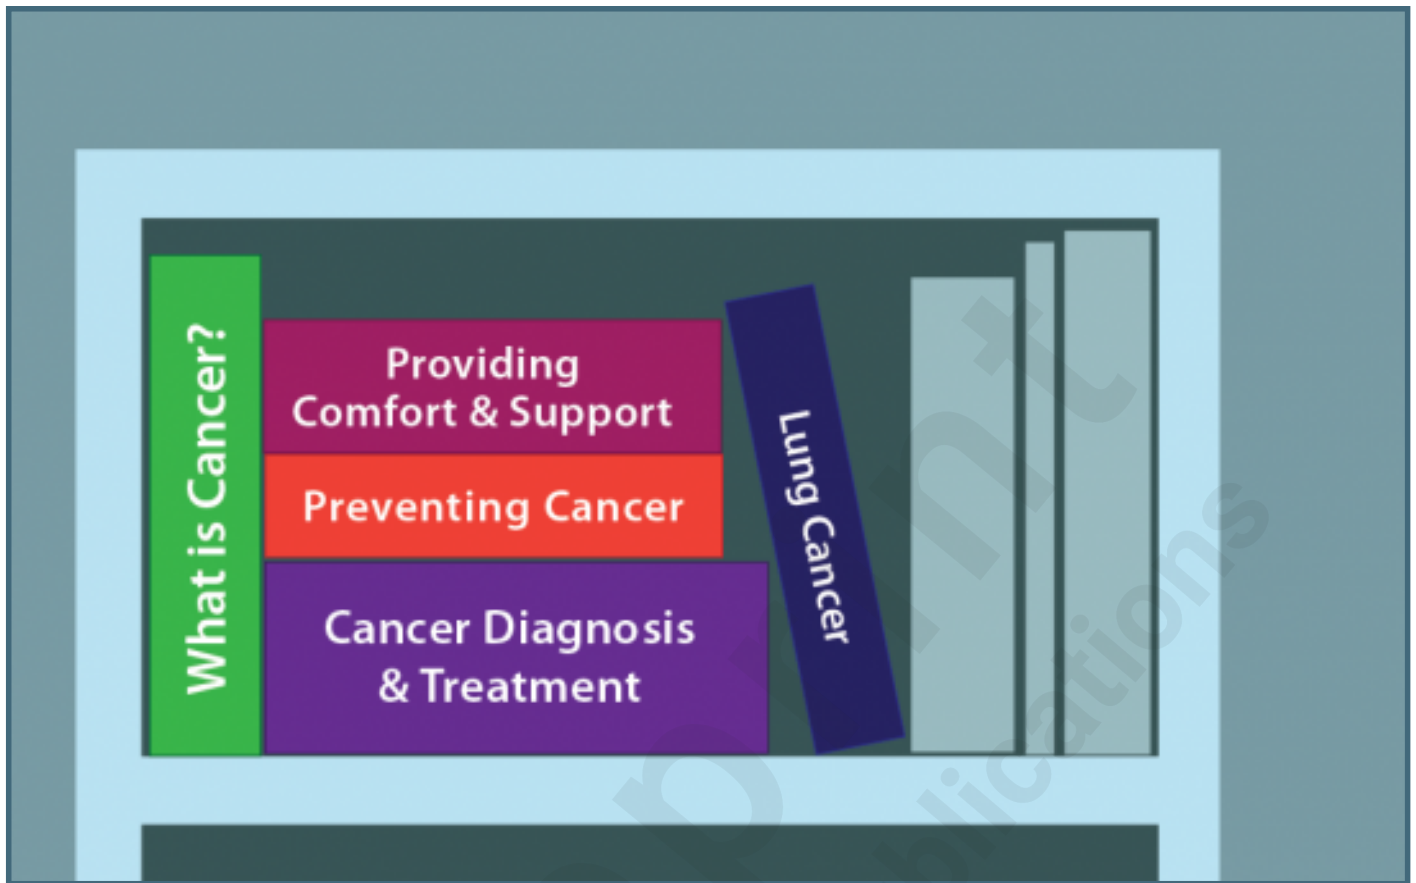 What is Cancer?
Providing
Comfort & Support
Preventing Cancer
Cancer Diagnosis
& Treatment
Lung Cancer